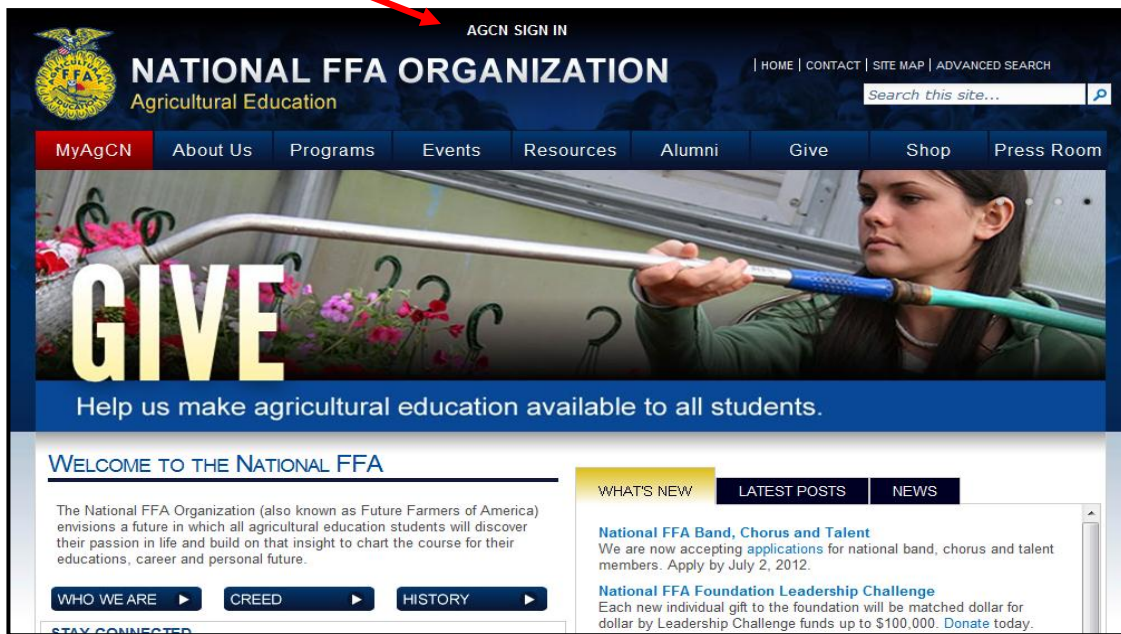 AGCN SIGN IN
FFA
NATIONAL FFA ORGANIZATION
Agricultural Education
| HOME | CONTACT | SITE MAP | ADVANCED SEARCH
Search this site...
MyAgCN About Us Programs Events Resources Alumni Give Shop Press Room
GIVE
Help us make agricultural education available to all students.
WELCOME TO THE NATIONAL FFA
The National FFA Organization (also known as Future Farmers of America)
envisions a future in which all agricultural education students will discover
their passion in life and build on that insight to chart the course for their
educations, career and personal future.
WHO WE ARE CREED HISTORY
STAY CONNECTED
WHAT'S NEW LATEST POSTS NEWS
National FFA Band, Chorus and Talent
We are now accepting applications for national band, chorus and talent
members. Apply by July 2, 2012.
National FFA Foundation Leadership Challenge
Each new individual gift to the foundation will be matched dollar for
dollar by Leadership Challenge funds up to $100,000. Donate today.